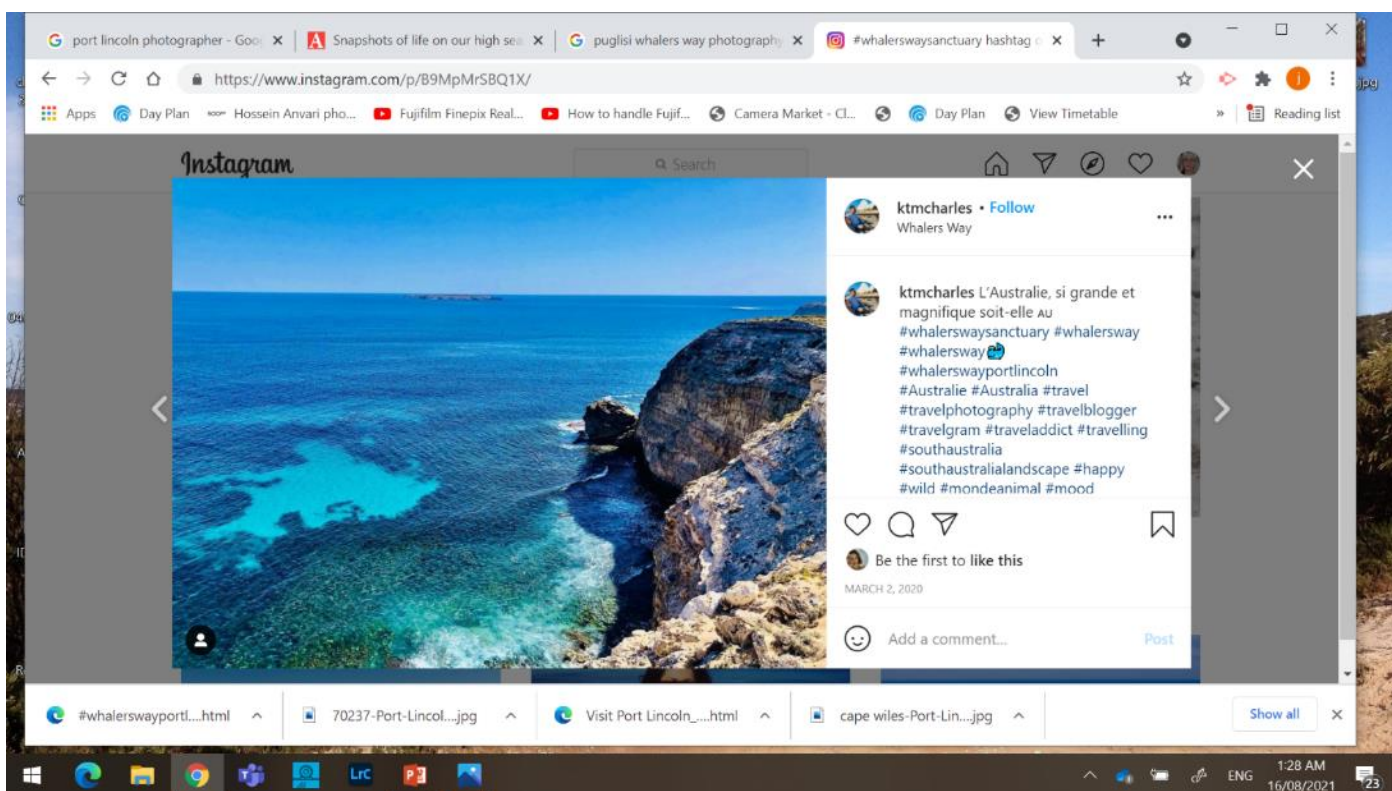 port lincoln photographer - Goo
Snapshots of life on our high sea
puglisi whalers way photography
#whalerswaysanctuary hashtag o
https://www.instagram.com/p/B9MpMrSBQ1X/
Apps
Day Plan
Hossein Anvari pho...
Fujifilm Finepix Real...
How to handle Fujif...
Camera Market - Cl...
Day Plan
View Timetable
»
Reading list
Instagram
Search
ktmcharles • Follow
Whalers Way
ktmcharles L'Australie, si grande et
magnifique soit-elle AU
#whalerswaysanctuary #whalersway
#whalersway
#whalerswayportlincoln
#Australie #Australia #travel
#travelphotography #travelblogger
#travelgram #traveladdict #travelling
#southaustralia
#southaustralialandscape #happy
#wild #mondeanimal #mood
Be the first to like this
MARCH 2, 2020
Add a comment...
Post
#whalerswayportl....html
70237-Port-Lincol....jpg
Visit Port Lincoln_....html
cape wiles-Port-Lin....jpg
Show all
LrC
ENG
1:28 AM
16/08/2021
23